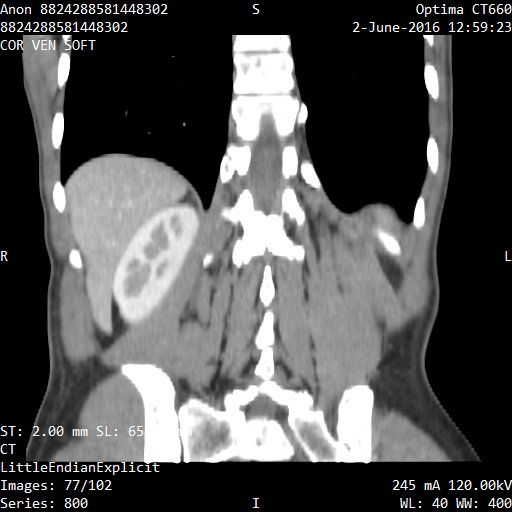 Anon 8824288581448302
8824288581448302
COR VEN SOFT
S
Optima CT660
2-June-2016 12:59:23
R
L
ST: 2.00 mm SL: 65
CT
LittleEndianExplicit
Images: 77/102
Series: 800
I
245 mA 120.00kV
WL: 40 WW: 400